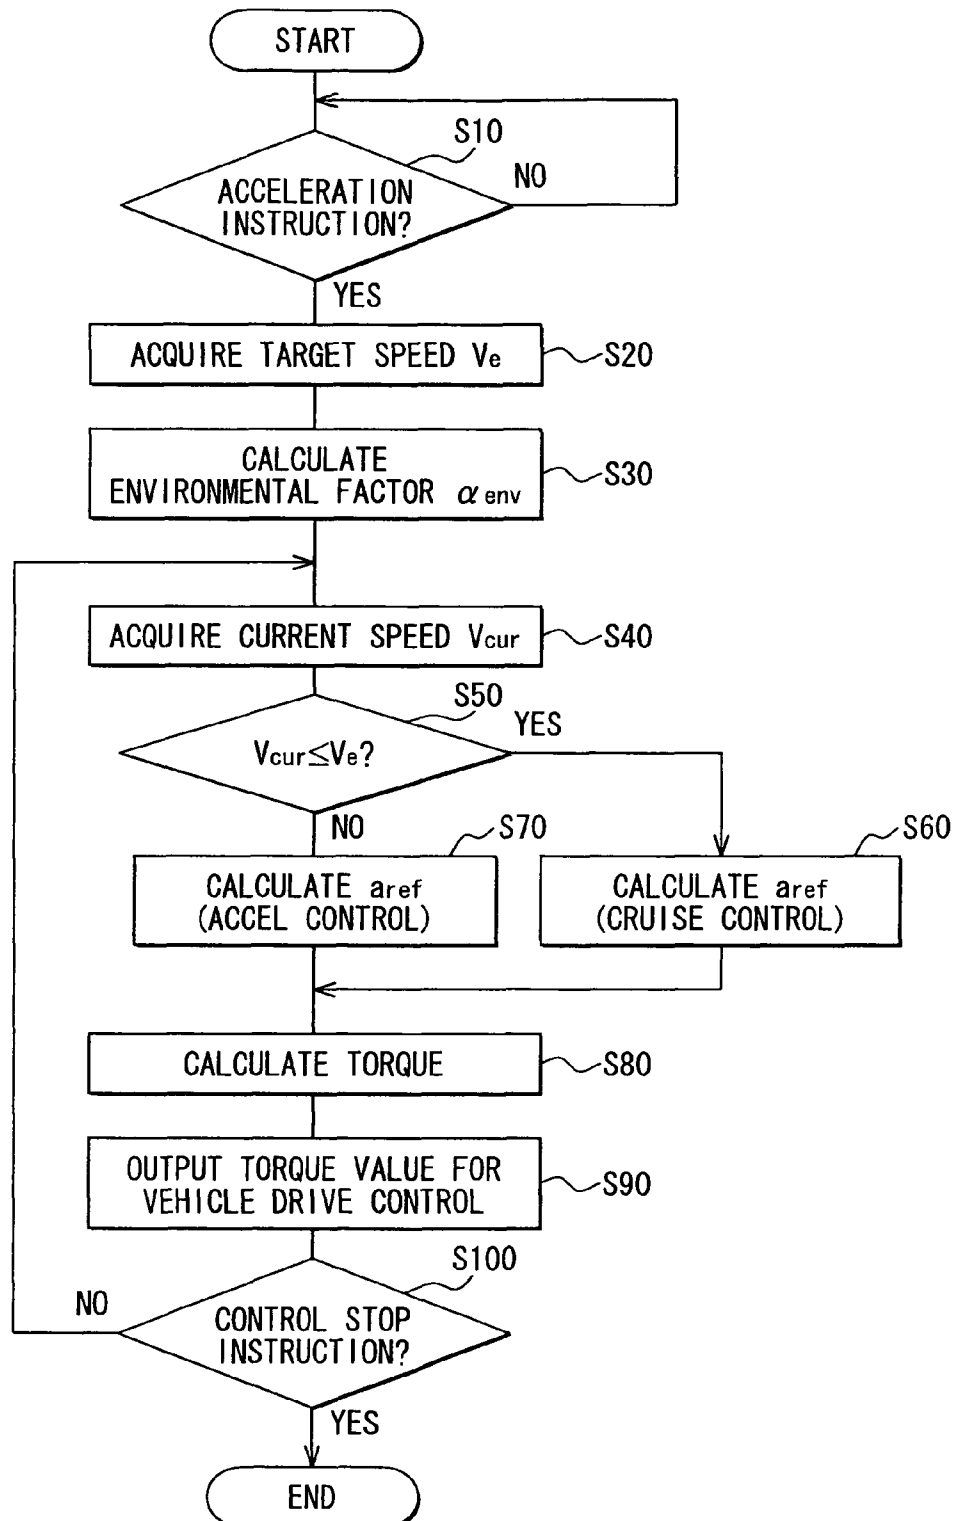 START
S10
NO
ACCELERATION
INSTRUCTION?
YES
ACQUIRE TARGET SPEED Ve
S20
CALCULATE
ENVIRONMENTAL FACTOR αenv
S30
ACQUIRE CURRENT SPEED Vcur
S40
S50
YES
Vcur≦Ve?
NO
S70
S60
CALCULATE aref
(ACCEL CONTROL)
CALCULATE aref
(CRUISE CONTROL)
CALCULATE TORQUE
S80
OUTPUT TORQUE VALUE FOR
VEHICLE DRIVE CONTROL
S90
S100
NO
CONTROL STOP
INSTRUCTION?
YES
END